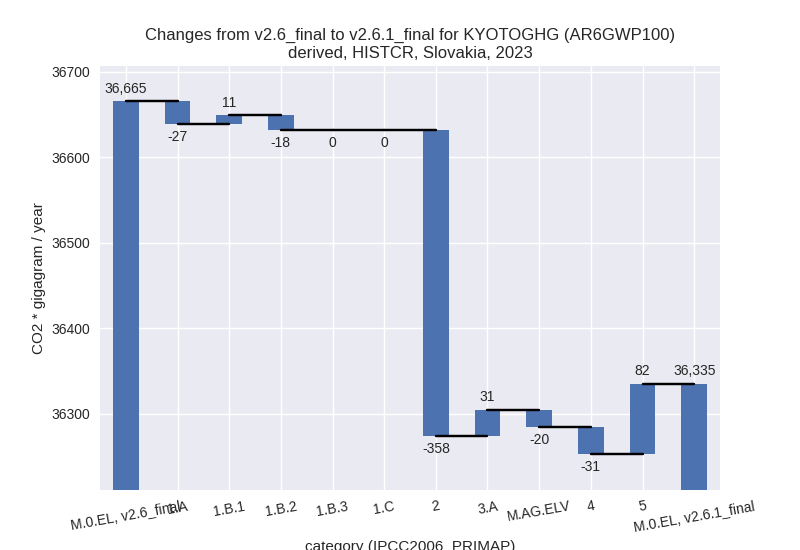 Changes from v2.6_final to v2.6.1_final for KYOTOGHG (AR6GWP100)
derived, HISTCR, Slovakia, 2023
CO2 * gigagram / year
36700
36600
36500
36400
36300
36,665
-27
11
-18
0
0
-358
31
-20
-31
82
36,335
M.0.EL, v2.6_final
1.A
1.B.1
1.B.2
1.B.3
1.C
2
3.A
M.AG.ELV
4
5
M.0.EL, v2.6.1_final
category (IPCC2006_PRIMAP)